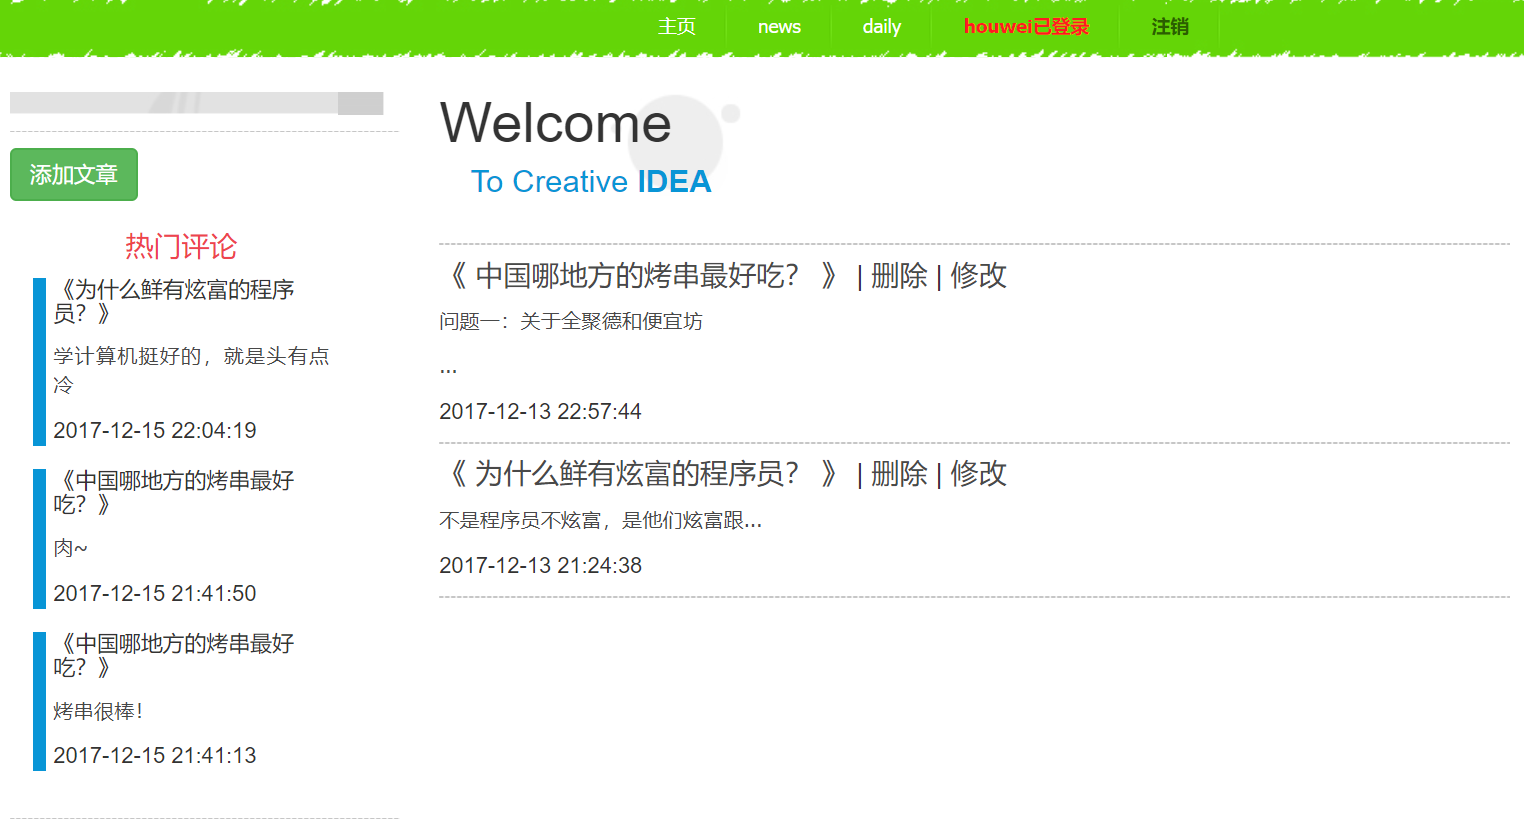 主页 news daily houwei已登录 注销
添加文章
热门评论
《为什么鲜有炫富的程序
员？》
学计算机挺好的，就是头有点
冷
2017-12-15 22:04:19
《中国哪地方的烤串最好
吃？》
肉~
2017-12-15 21:41:50
《中国哪地方的烤串最好
吃？》
烤串很棒！
2017-12-15 21:41:13
Welcome
To Creative IDEA
《 中国哪地方的烤串最好吃？ 》 | 删除 | 修改
问题一：关于全聚德和便宜坊
...
2017-12-13 22:57:44
《 为什么鲜有炫富的程序员？ 》 | 删除 | 修改
不是程序员不炫富，是他们炫富跟...
2017-12-13 21:24:38